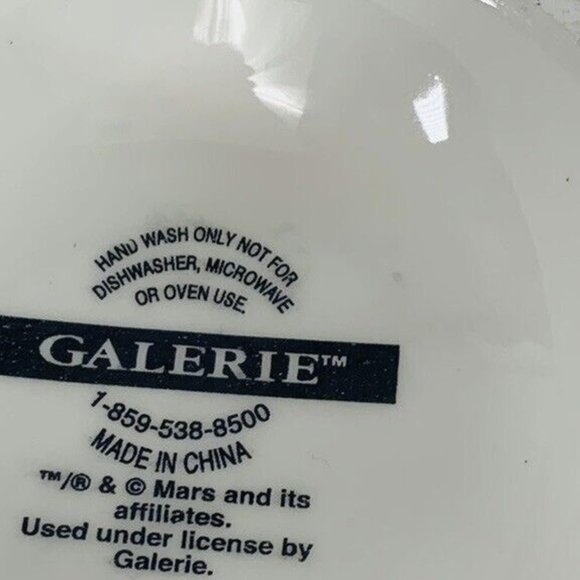 HAND WASH ONLY NOT FOR
DISHWASHER, MICROWAVE
OR OVEN USE.
GALERIE™
1-859-538-8500
MADE IN CHINA
™/® & © Mars and its
affiliates.
Used under license by
Galerie.